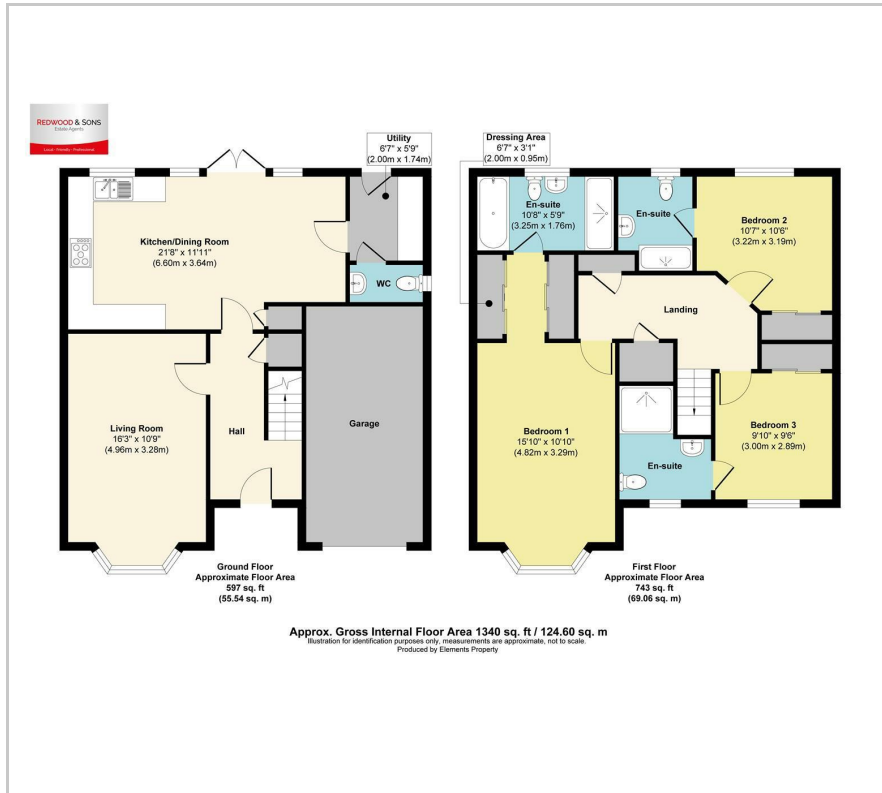 REDWOOD & SONS
Estate Agents
Local · Friendly · Professional
Utility
6'7" x 5'9"
(2.00m x 1.74m)
Kitchen/Dining Room
21'8" x 11'11"
(6.60m x 3.64m)
WC
Living Room
16'3" x 10'9"
(4.96m x 3.28m)
Hall
Garage
Ground Floor
Approximate Floor Area
597 sq. ft
(55.54 sq. m)
Dressing Area
6'7" x 3'1"
(2.00m x 0.95m)
En-suite
10'8" x 5'9"
(3.25m x 1.76m)
En-suite
Bedroom 2
10'7" x 10'6"
(3.22m x 3.19m)
Landing
Bedroom 1
15'10" x 10'10"
(4.82m x 3.29m)
Bedroom 3
9'10" x 9'6"
(3.00m x 2.89m)
En-suite
First Floor
Approximate Floor Area
743 sq. ft
(69.06 sq. m)
Approx. Gross Internal Floor Area 1340 sq. ft / 124.60 sq. m
Illustration for identification purposes only, measurements are approximate, not to scale.
Produced by Elements Property